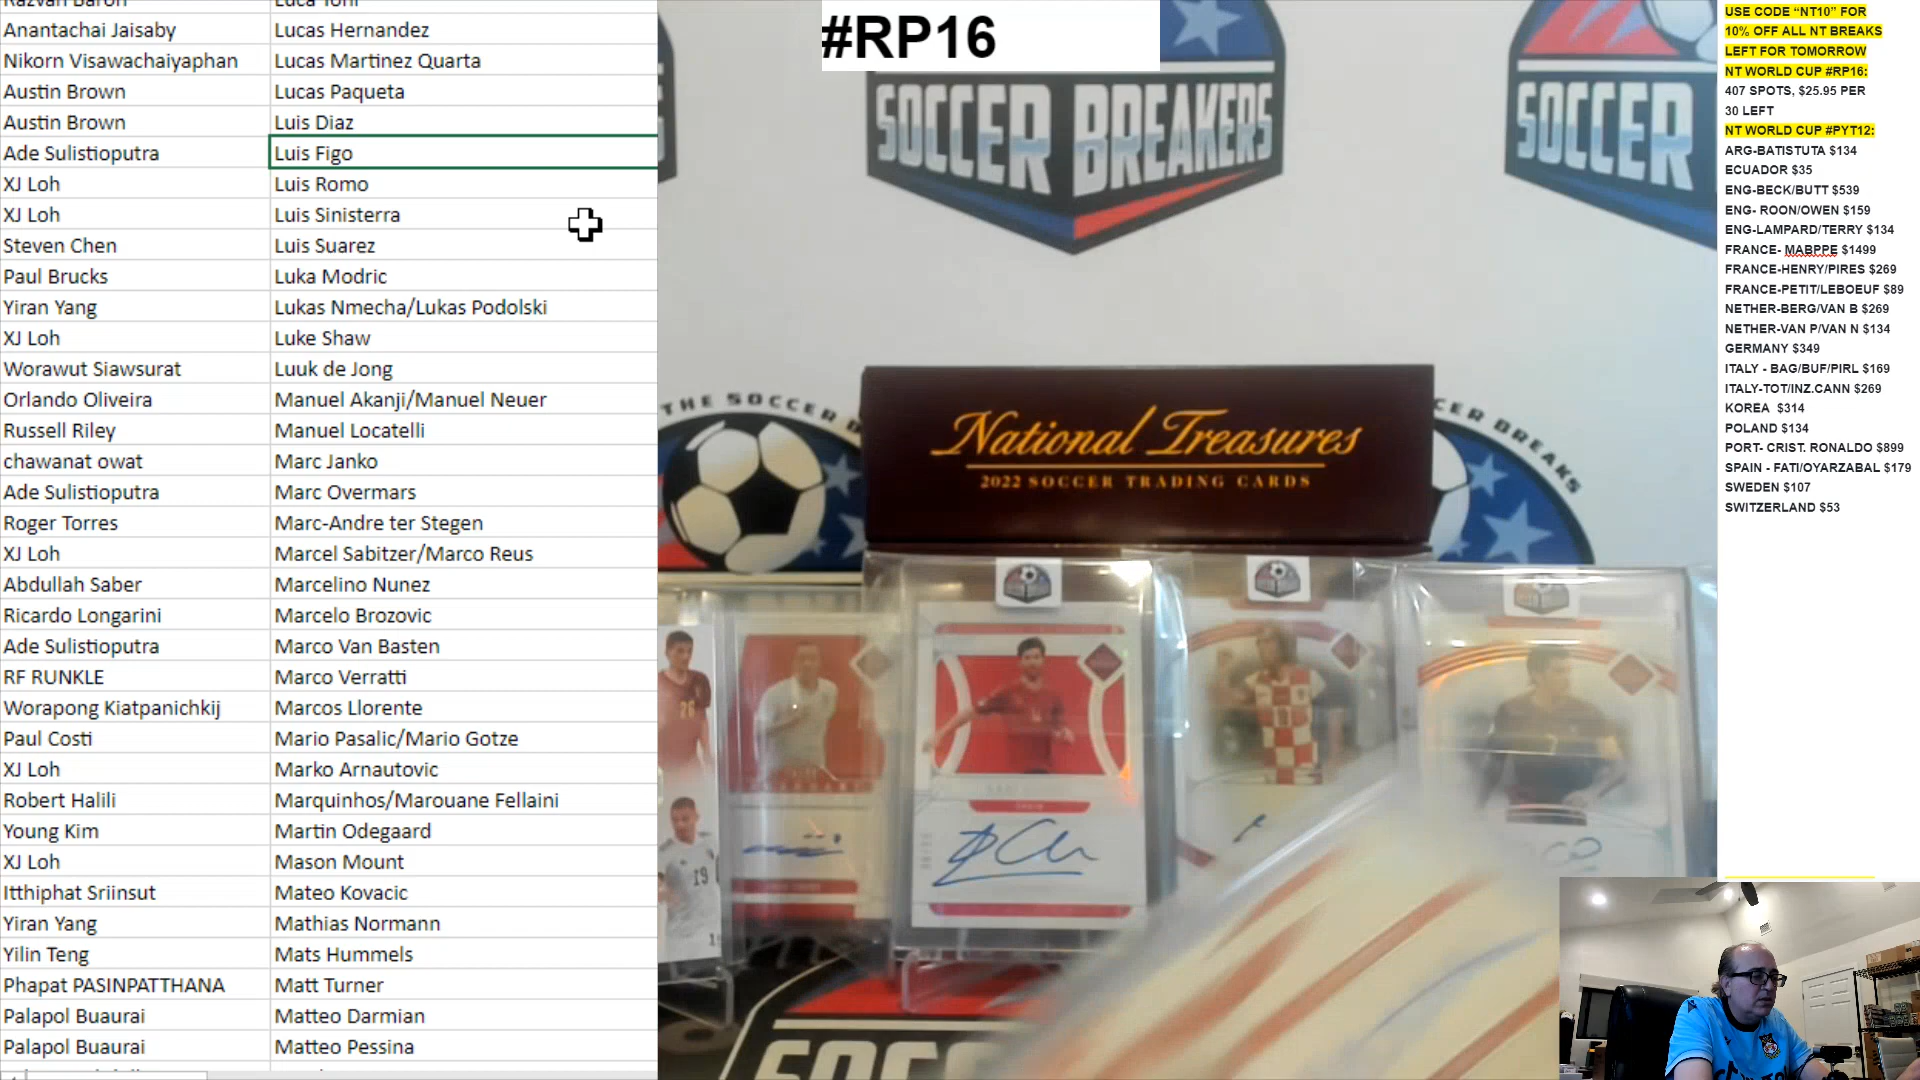 Razvan Baron Luca Toni
Anantachai Jaisaby Lucas Hernandez
Nikorn Visawachaiyaphan Lucas Martinez Quarta
Austin Brown Lucas Paqueta
Austin Brown Luis Diaz
Ade Sulistioputra Luis Figo
XJ Loh Luis Romo
XJ Loh Luis Sinisterra
Steven Chen Luis Suarez
Paul Brucks Luka Modric
Yiran Yang Lukas Nmecha/Lukas Podolski
XJ Loh Luke Shaw
Worawut Siawsurat Luuk de Jong
Orlando Oliveira Manuel Akanji/Manuel Neuer
Russell Riley Manuel Locatelli
chawanat owat Marc Janko
Ade Sulistioputra Marc Overmars
Roger Torres Marc-Andre ter Stegen
XJ Loh Marcel Sabitzer/Marco Reus
Abdullah Saber Marcelino Nunez
Ricardo Longarini Marcelo Brozovic
Ade Sulistioputra Marco Van Basten
RF RUNKLE Marco Verratti
Worapong Kiatpanichkij Marcos Llorente
Paul Costi Mario Pasalic/Mario Gotze
XJ Loh Marko Arnautovic
Robert Halili Marquinhos/Marouane Fellaini
Young Kim Martin Odegaard
XJ Loh Mason Mount
Itthiphat Sriinsut Mateo Kovacic
Yiran Yang Mathias Normann
Yilin Teng Mats Hummels
Phapat PASINPATTHANA Matt Turner
Palapol Buaurai Matteo Darmian
Palapol Buaurai Matteo Pessina
#RP16
SOCCER BREAKERS
SOCCER
THE SOCCER
CER BREAKS
National Treasures
2022 SOCCER TRADING CARDS
26
19
SOCC
USE CODE “NT10” FOR
10% OFF ALL NT BREAKS
LEFT FOR TOMORROW
NT WORLD CUP #RP16:
407 SPOTS, $25.95 PER
30 LEFT
NT WORLD CUP #PYT12:
ARG-BATISTUTA $134
ECUADOR $35
ENG-BECK/BUTT $539
ENG- ROON/OWEN $159
ENG-LAMPARD/TERRY $134
FRANCE- MABPPE $1499
FRANCE-HENRY/PIRES $269
FRANCE-PETIT/LEBOEUF $89
NETHER-BERG/VAN B $269
NETHER-VAN P/VAN N $134
GERMANY $349
ITALY - BAG/BUF/PIRL $169
ITALY-TOT/INZ.CANN $269
KOREA $314
POLAND $134
PORT- CRIST. RONALDO $899
SPAIN - FATI/OYARZABAL $179
SWEDEN $107
SWITZERLAND $53